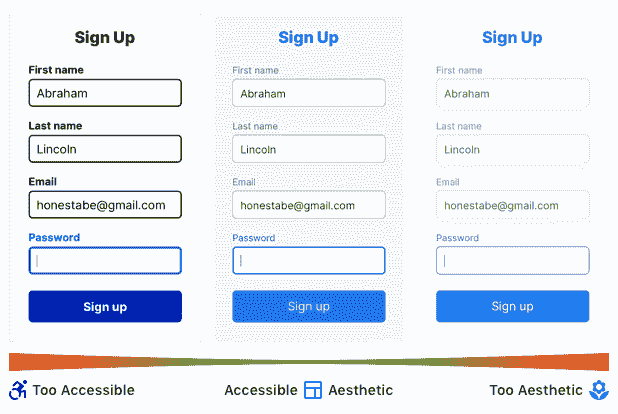 Sign Up
First name
Abraham
Last name
Lincoln
Email
honestabe@gmail.com
Password
Sign up
Sign Up
First name
Abraham
Last name
Lincoln
Email
honestabe@gmail.com
Password
Sign up
Sign Up
First name
Abraham
Last name
Lincoln
Email
honestabe@gmail.com
Password
Sign up
Too Accessible
Accessible Aesthetic
Too Aesthetic